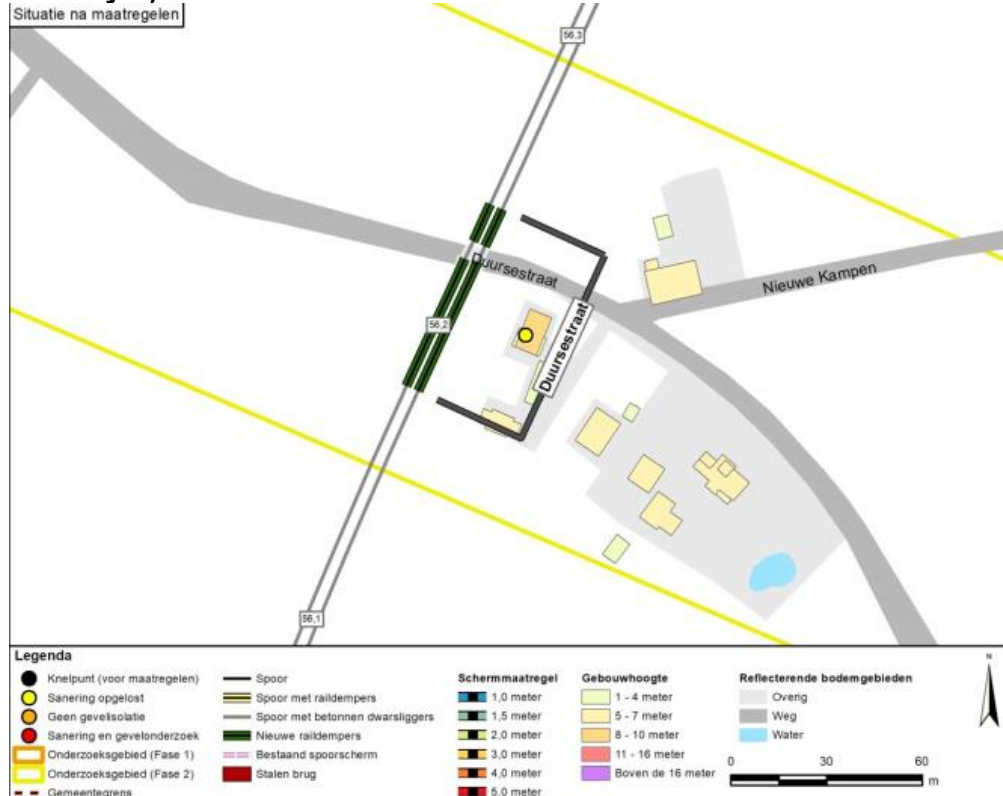 Situatie na maatregelen
56,3
Duursestraat
Nieuwe Kampen
56,2
Duursestraat
56,1
Legenda
Knelpunt (voor maatregelen)
Sanering opgelost
Geen gevelisolatie
Sanering en gevelonderzoek
Onderzoeksgebied (Fase 1)
Onderzoeksgebied (Fase 2)
Gemeentegrens
Spoor
Spoor met raildempers
Spoor met betonnen dwarsliggers
Nieuwe raildempers
Bestaand spoorscherm
Stalen brug
Schermmaatregel
1,0 meter
1,5 meter
2,0 meter
3,0 meter
4,0 meter
5,0 meter
Gebouwhoogte
1 - 4 meter
5 - 7 meter
8 - 10 meter
11 - 16 meter
Boven de 16 meter
Reflecterende bodemgebieden
Overig
Weg
Water
N
0 30 60
m